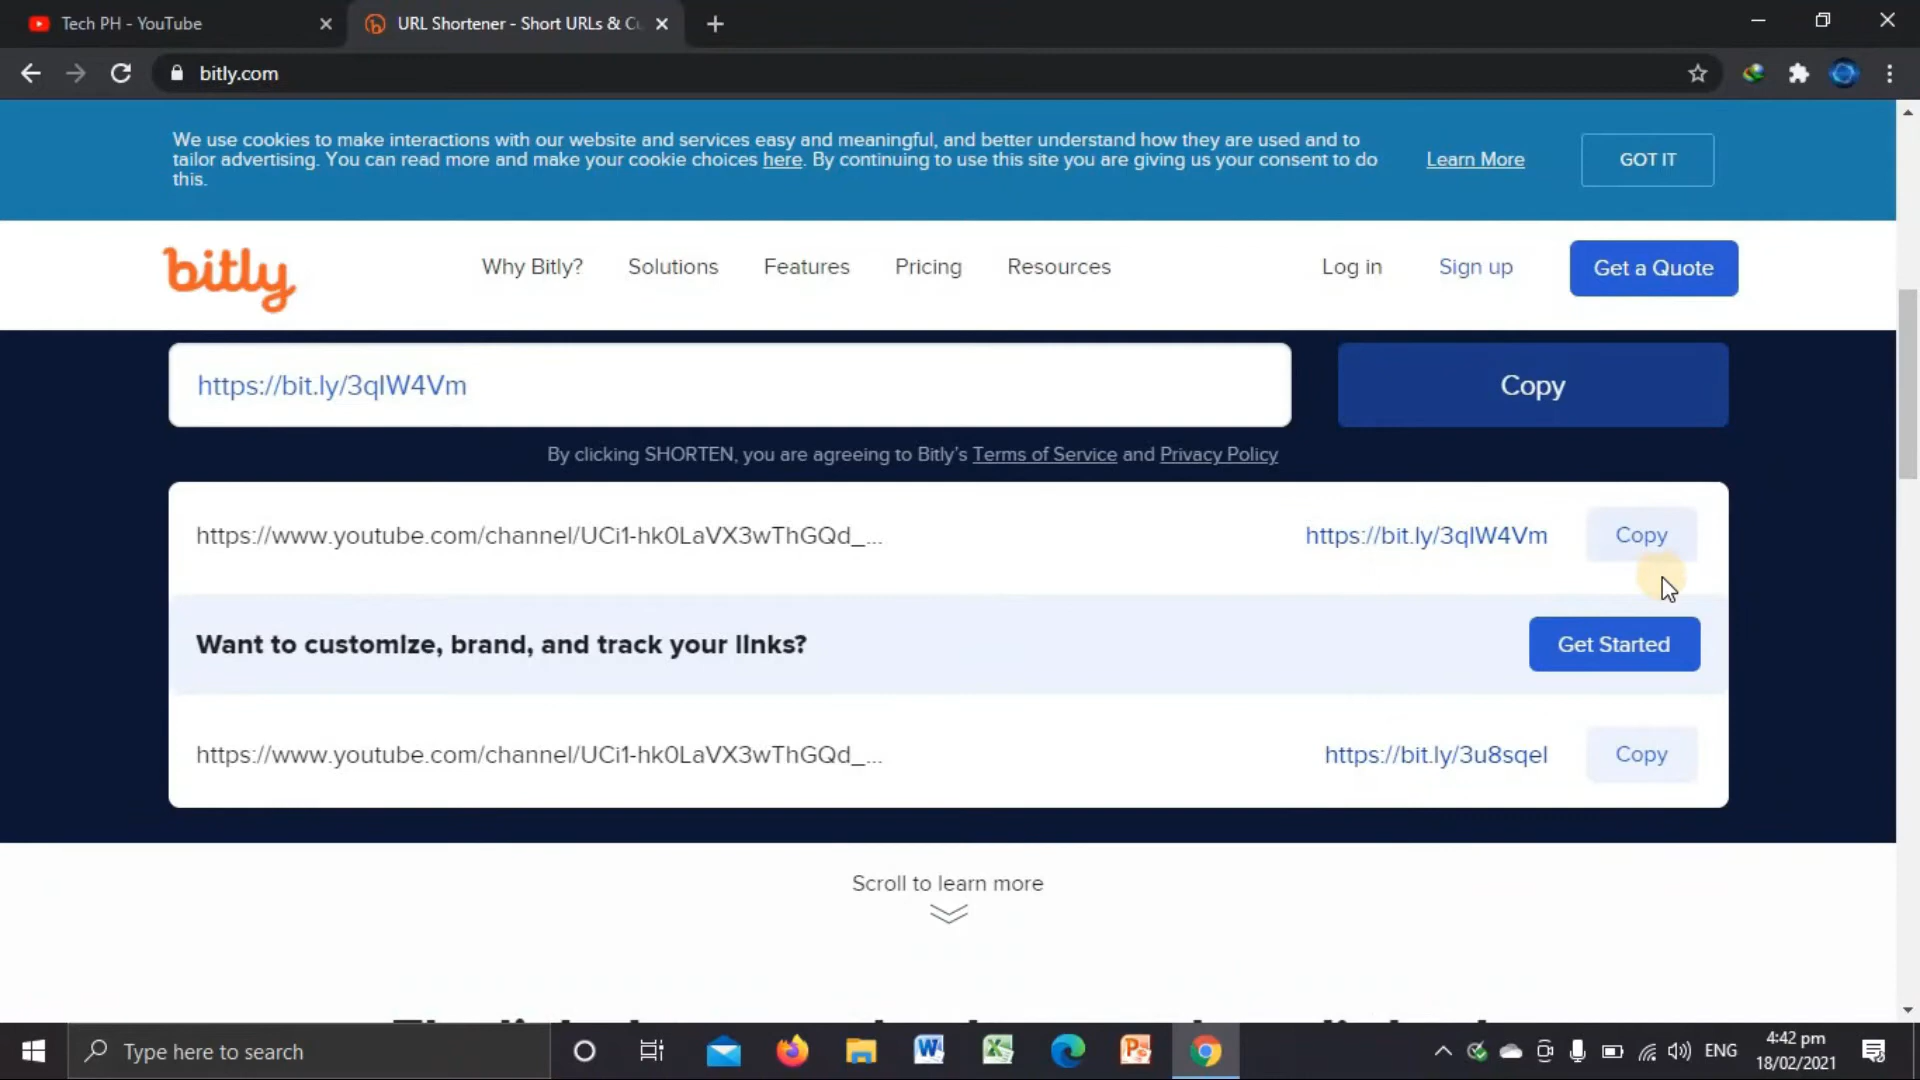 Tech PH - YouTube
URL Shortener - Short URLs & Cu
bitly.com
We use cookies to make interactions with our website and services easy and meaningful, and better understand how they are used and to
tailor advertising. You can read more and make your cookie choices here. By continuing to use this site you are giving us your consent to do
this.
Learn More
GOT IT
bitly
Why Bitly?
Solutions
Features
Pricing
Resources
Log in
Sign up
Get a Quote
https://bit.ly/3qIW4Vm
Copy
By clicking SHORTEN, you are agreeing to Bitly's Terms of Service and Privacy Policy
https://www.youtube.com/channel/UCi1-hk0LaVX3wThGQd_...
https://bit.ly/3qIW4Vm
Copy
Want to customize, brand, and track your links?
Get Started
https://www.youtube.com/channel/UCi1-hk0LaVX3wThGQd_...
https://bit.ly/3u8sqeI
Copy
Scroll to learn more
Type here to search
ENG
4:42 pm
18/02/2021